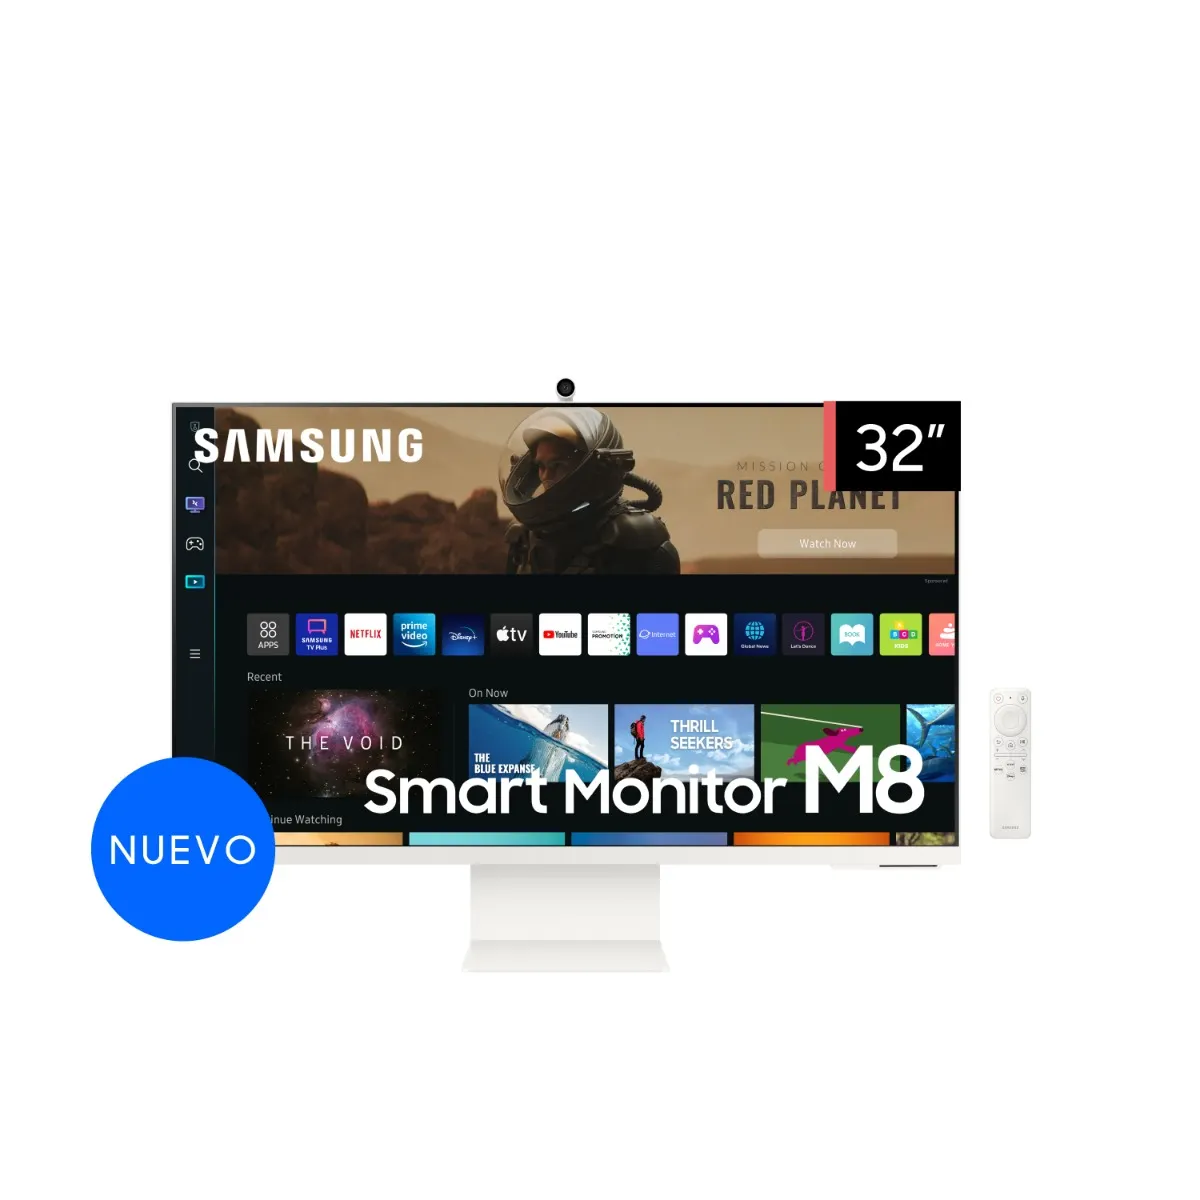 SAMSUNG
32”
MISSION
RED PLANET
Watch Now
Sponsored
APPS
SAMSUNG
TV Plus
NETFLIX
prime
video
Disney+
tv
YouTube
PROMOTION
Internet
Global News
Let's Dance
BOOK
BCD
KIDS
Recent
On Now
THE VOID
THE
BLUE EXPANSE
THRILL
SEEKERS
Smart Monitor M8
inue Watching
NUEVO
SAMSUNG